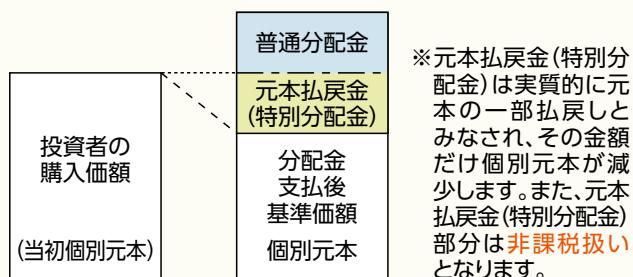 普通分配金
元本払戻金
(特別分配金)
投資者の
購入価額
(当初個別元本)
分配金
支払後
基準価額
個別元本
※元本払戻金(特別分
配金)は実質的に元
本の一部払戻しと
みなされ、その金額
だけ個別元本が減
少します。また、元本
払戻金(特別分配金)
部分は非課税扱い
となります。